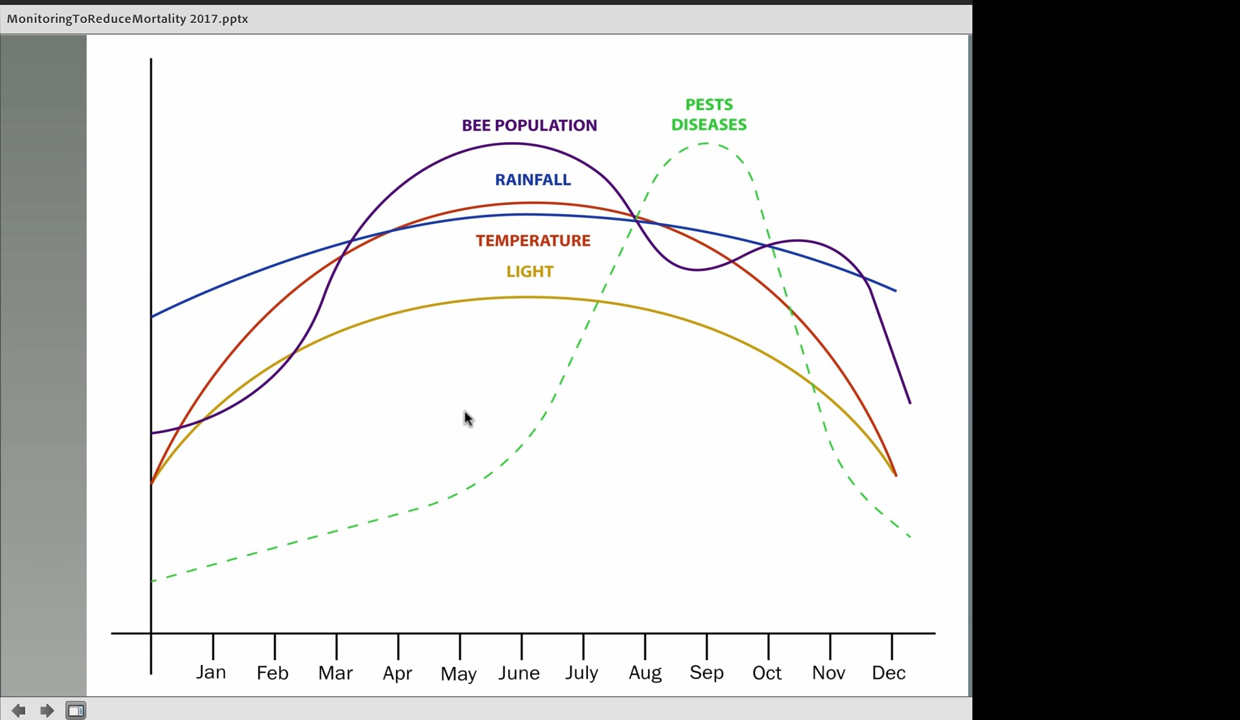 MonitoringToReduceMortality 2017.pptx
PESTS
DISEASES
BEE POPULATION
RAINFALL
TEMPERATURE
LIGHT
Jan Feb Mar Apr May June July Aug Sep Oct Nov Dec